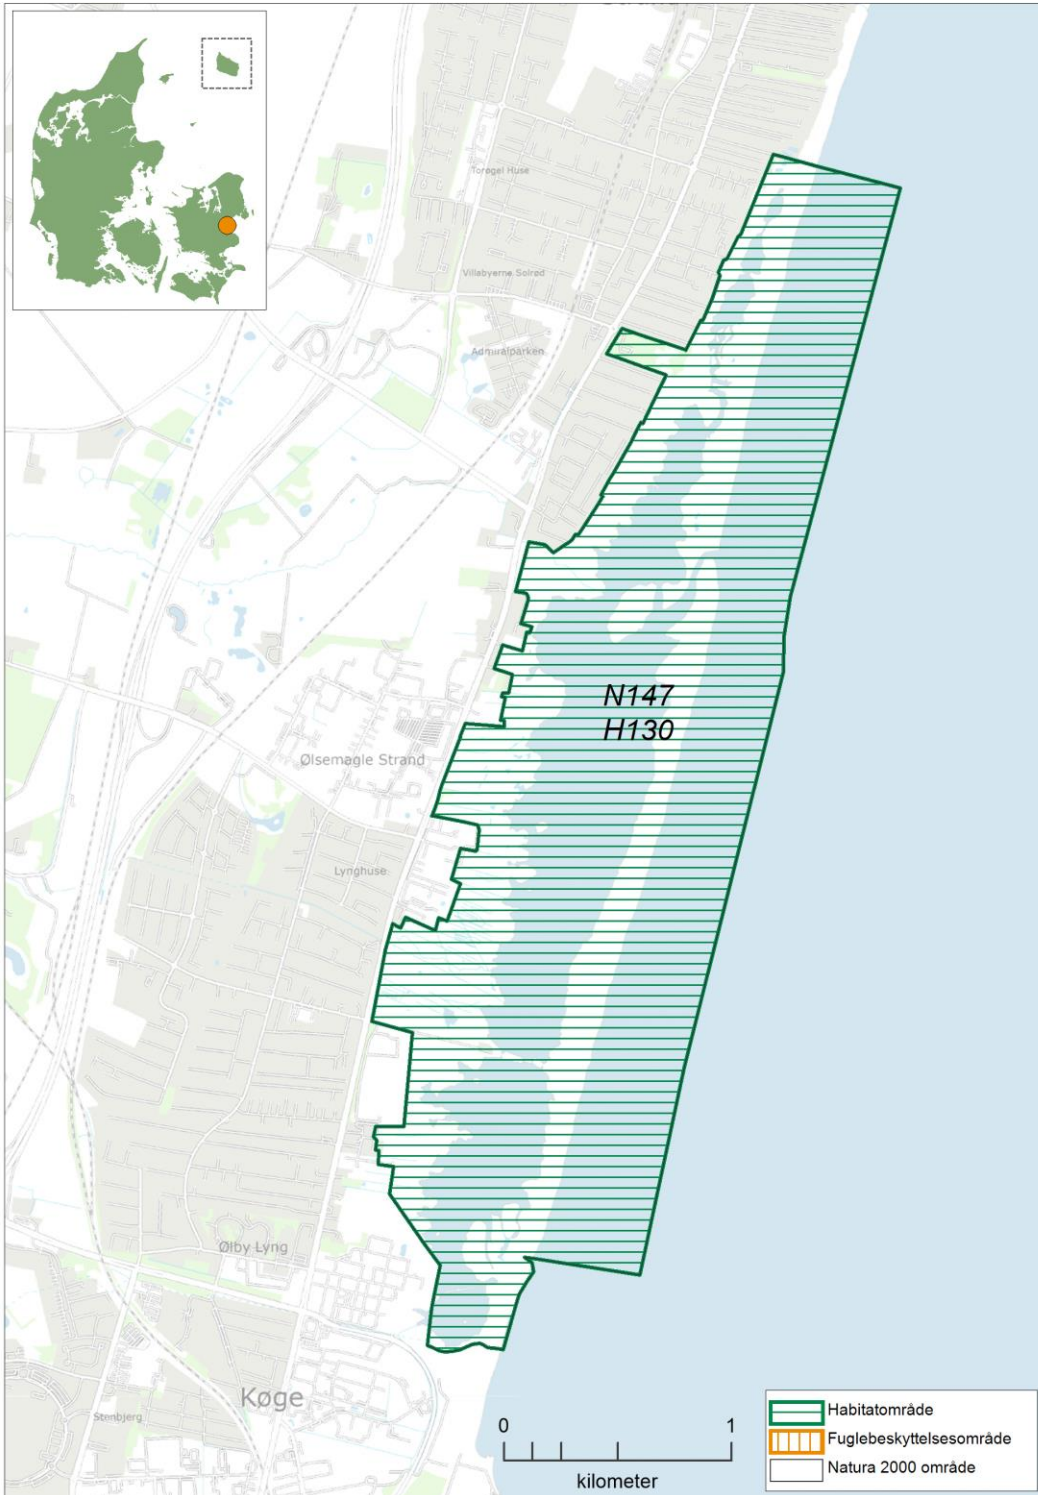 Torøgel Huse
Villabyerne Solrød
Admiralparken
N147
H130
Ølsemagle Strand
Lynghuse
Ølby Lyng
Køge
Stenbjerg
0 1
kilometer
Habitatområde
Fuglebeskyttelsesområde
Natura 2000 område